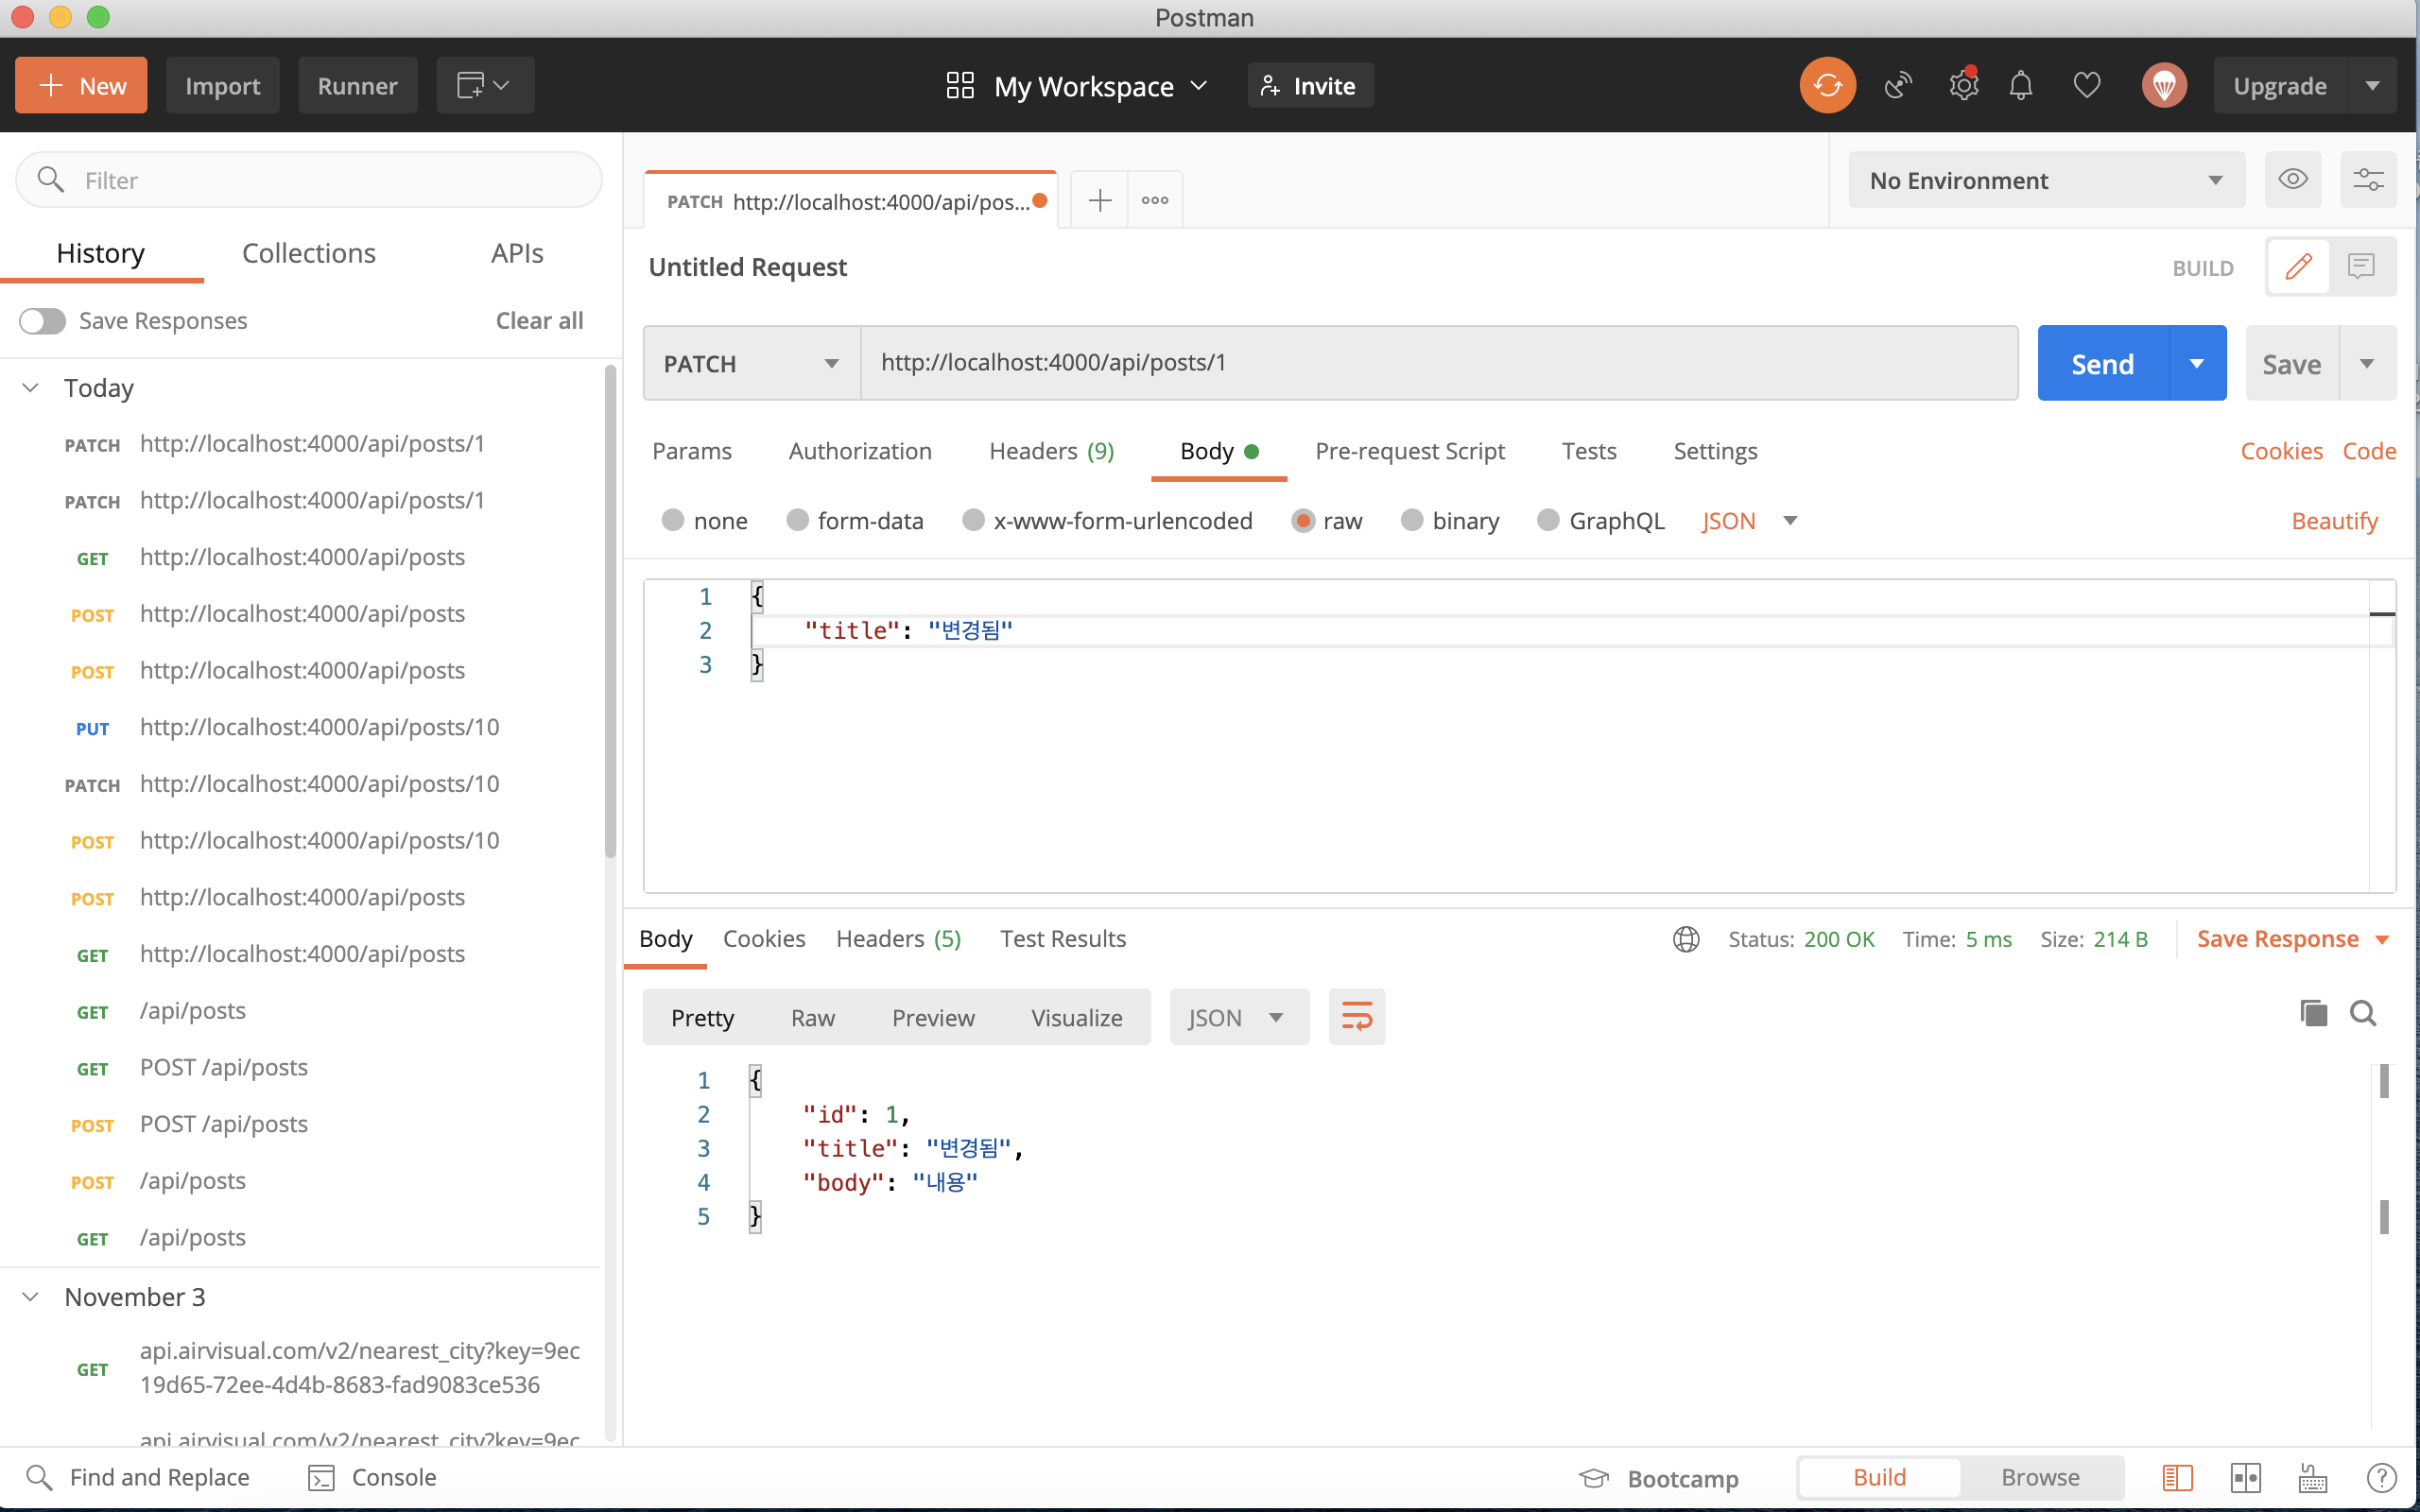 Postman
New
Import
Runner
My Workspace
Invite
Upgrade
Filter
History
Collections
APIs
Save Responses
Clear all
Today
PATCH http://localhost:4000/api/posts/1
PATCH http://localhost:4000/api/posts/1
GET http://localhost:4000/api/posts
POST http://localhost:4000/api/posts
POST http://localhost:4000/api/posts
PUT http://localhost:4000/api/posts/10
PATCH http://localhost:4000/api/posts/10
POST http://localhost:4000/api/posts/10
POST http://localhost:4000/api/posts
GET http://localhost:4000/api/posts
GET /api/posts
GET POST /api/posts
POST POST /api/posts
POST /api/posts
GET /api/posts
November 3
GET api.airvisual.com/v2/nearest_city?key=9ec
19d65-72ee-4d4b-8683-fad9083ce536
api.airvisual.com/v2/nearest_city?key=9ec
PATCH http://localhost:4000/api/pos...
No Environment
Untitled Request
BUILD
PATCH
http://localhost:4000/api/posts/1
Send
Save
Params
Authorization
Headers (9)
Body
Pre-request Script
Tests
Settings
Cookies
Code
none
form-data
x-www-form-urlencoded
raw
binary
GraphQL
JSON
Beautify
1 {
2 "title": "변경됨"
3 }
Body
Cookies
Headers (5)
Test Results
Status: 200 OK
Time: 5 ms
Size: 214 B
Save Response
Pretty
Raw
Preview
Visualize
JSON
1 {
2 "id": 1,
3 "title": "변경됨",
4 "body": "내용"
5 }
Find and Replace
Console
Bootcamp
Build
Browse